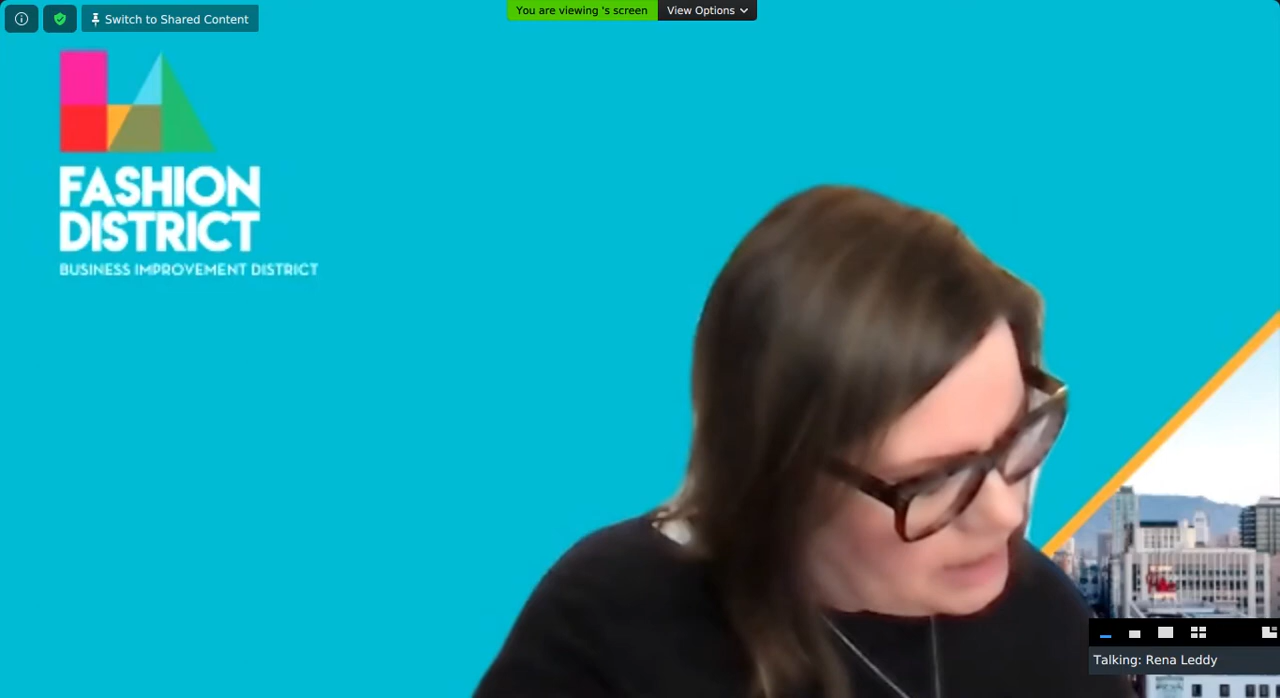 Switch to Shared Content
You are viewing 's screen
View Options
FASHION
DISTRICT
BUSINESS IMPROVEMENT DISTRICT
Talking: Rena Leddy